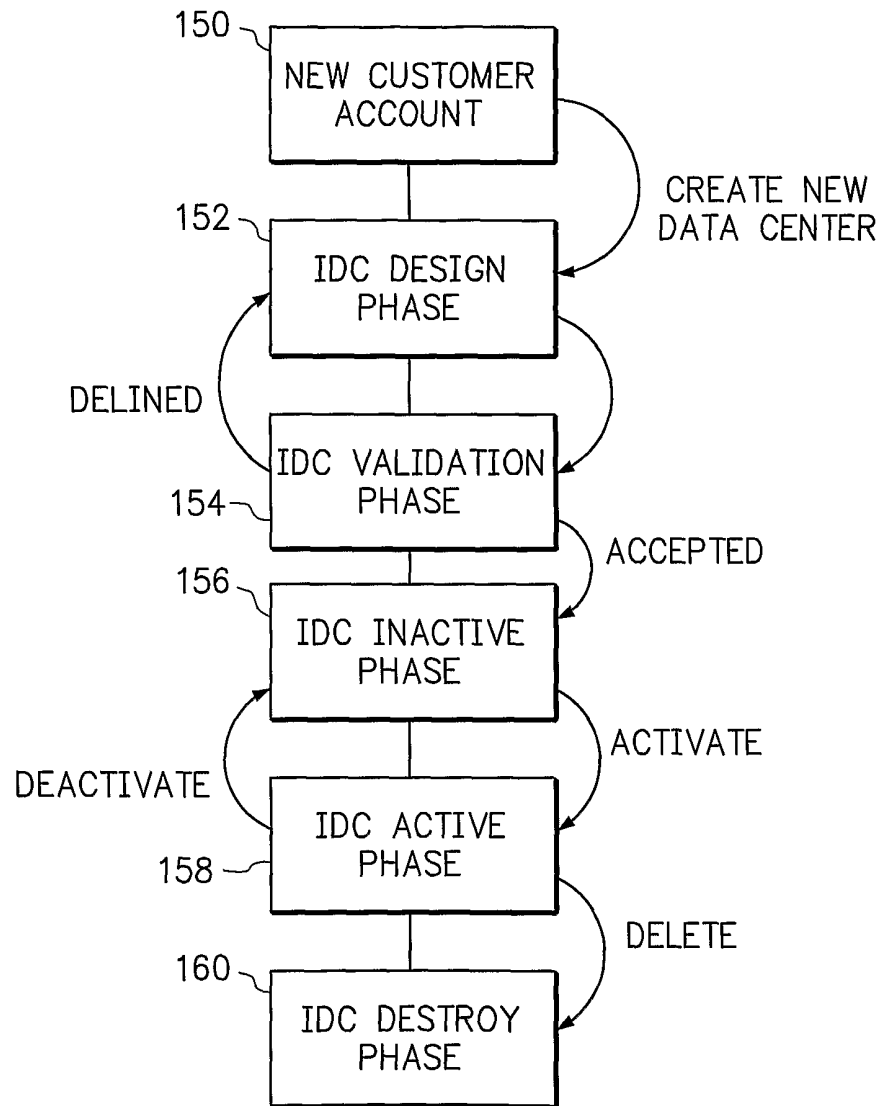 150
NEW CUSTOMER
ACCOUNT
CREATE NEW
DATA CENTER
152
IDC DESIGN
PHASE
DELINED
IDC VALIDATION
PHASE
154
ACCEPTED
156
IDC INACTIVE
PHASE
ACTIVATE
DEACTIVATE
IDC ACTIVE
PHASE
158
DELETE
160
IDC DESTROY
PHASE